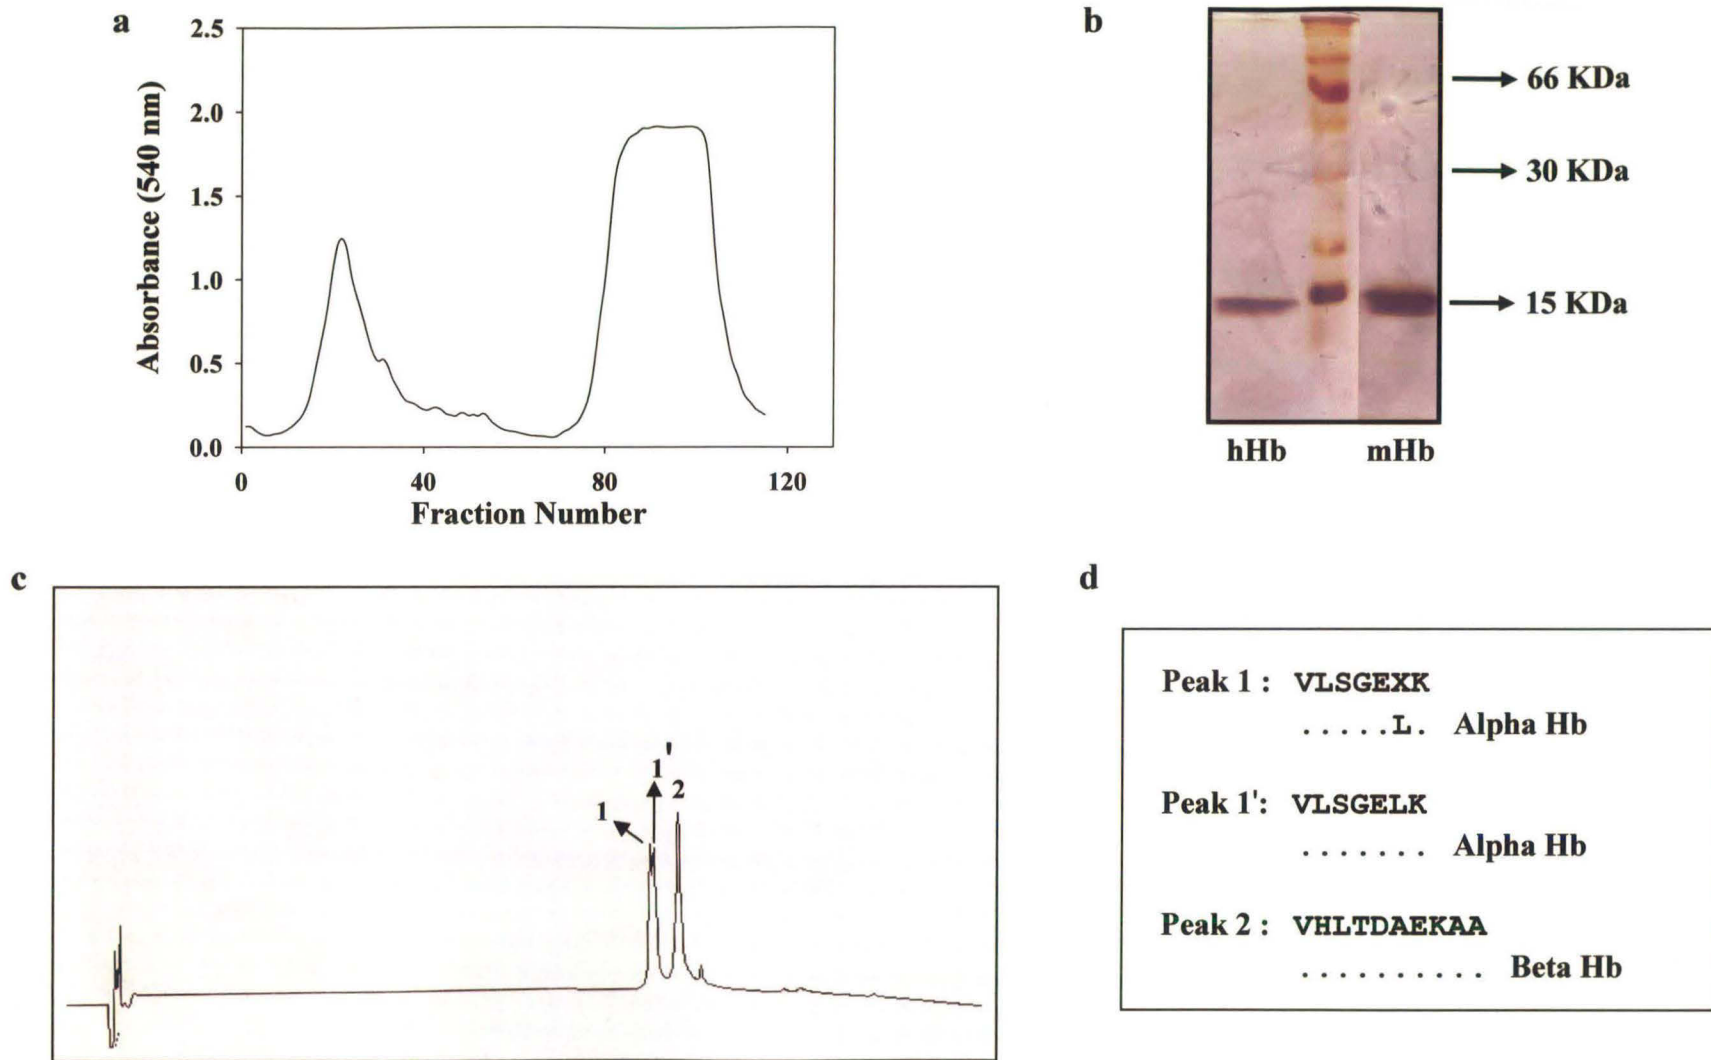 a
2.5
2.0
1.5
1.0
0.5
0.0
Absorbance (540 nm)
0 40 80 120
Fraction Number
b
66 KDa
30 KDa
15 KDa
hHb mHb
c
1
1'
2
d
Peak 1 : VLSGEXK
.....L. Alpha Hb
Peak 1': VLSGELK
....... Alpha Hb
Peak 2 : VHLTDAEKAA
.......... Beta Hb